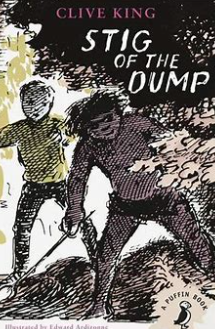 CLIVE KING
STIG
OF THE
DUMP
A PUFFIN BOOK
Illustrated by Edward Ardizzone